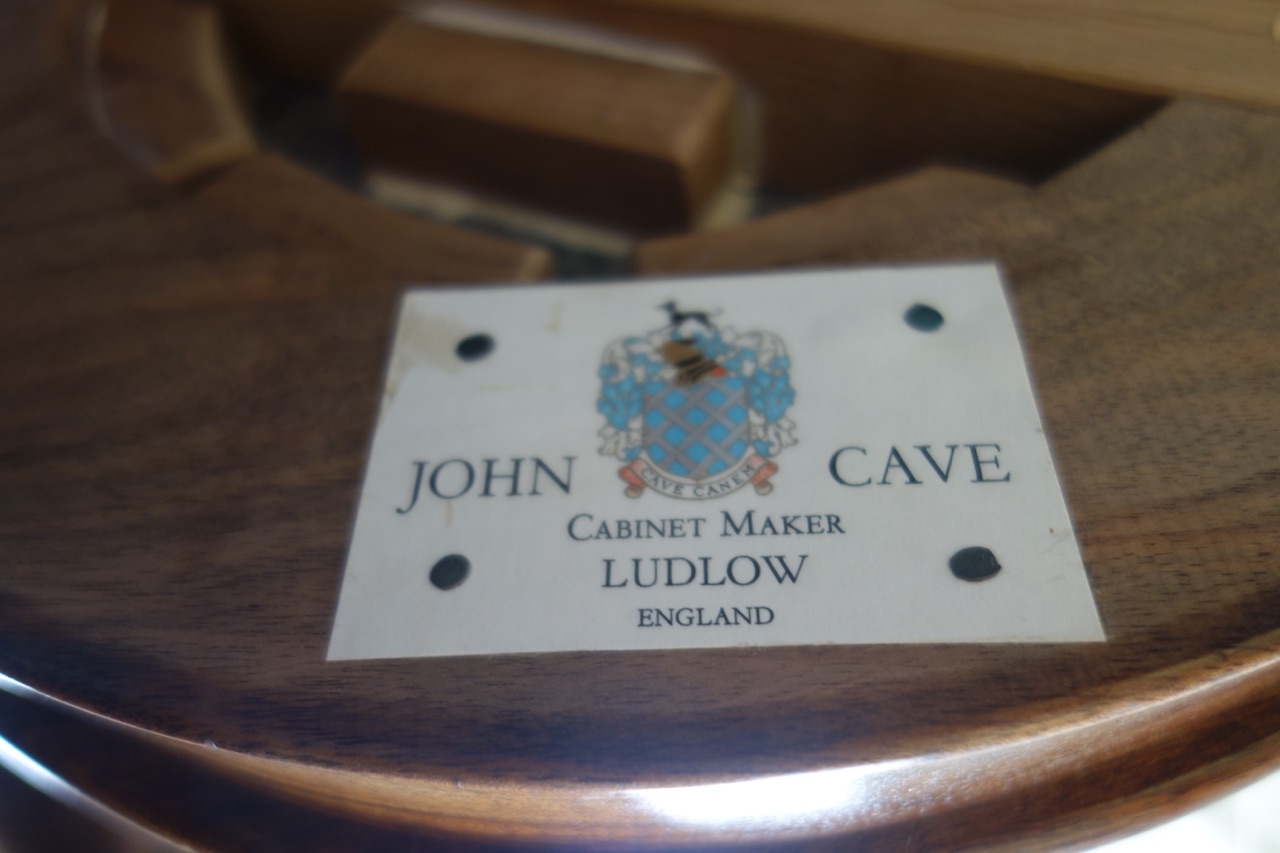 JOHN CAVE
CAVE CANEM
CABINET MAKER
LUDLOW
ENGLAND